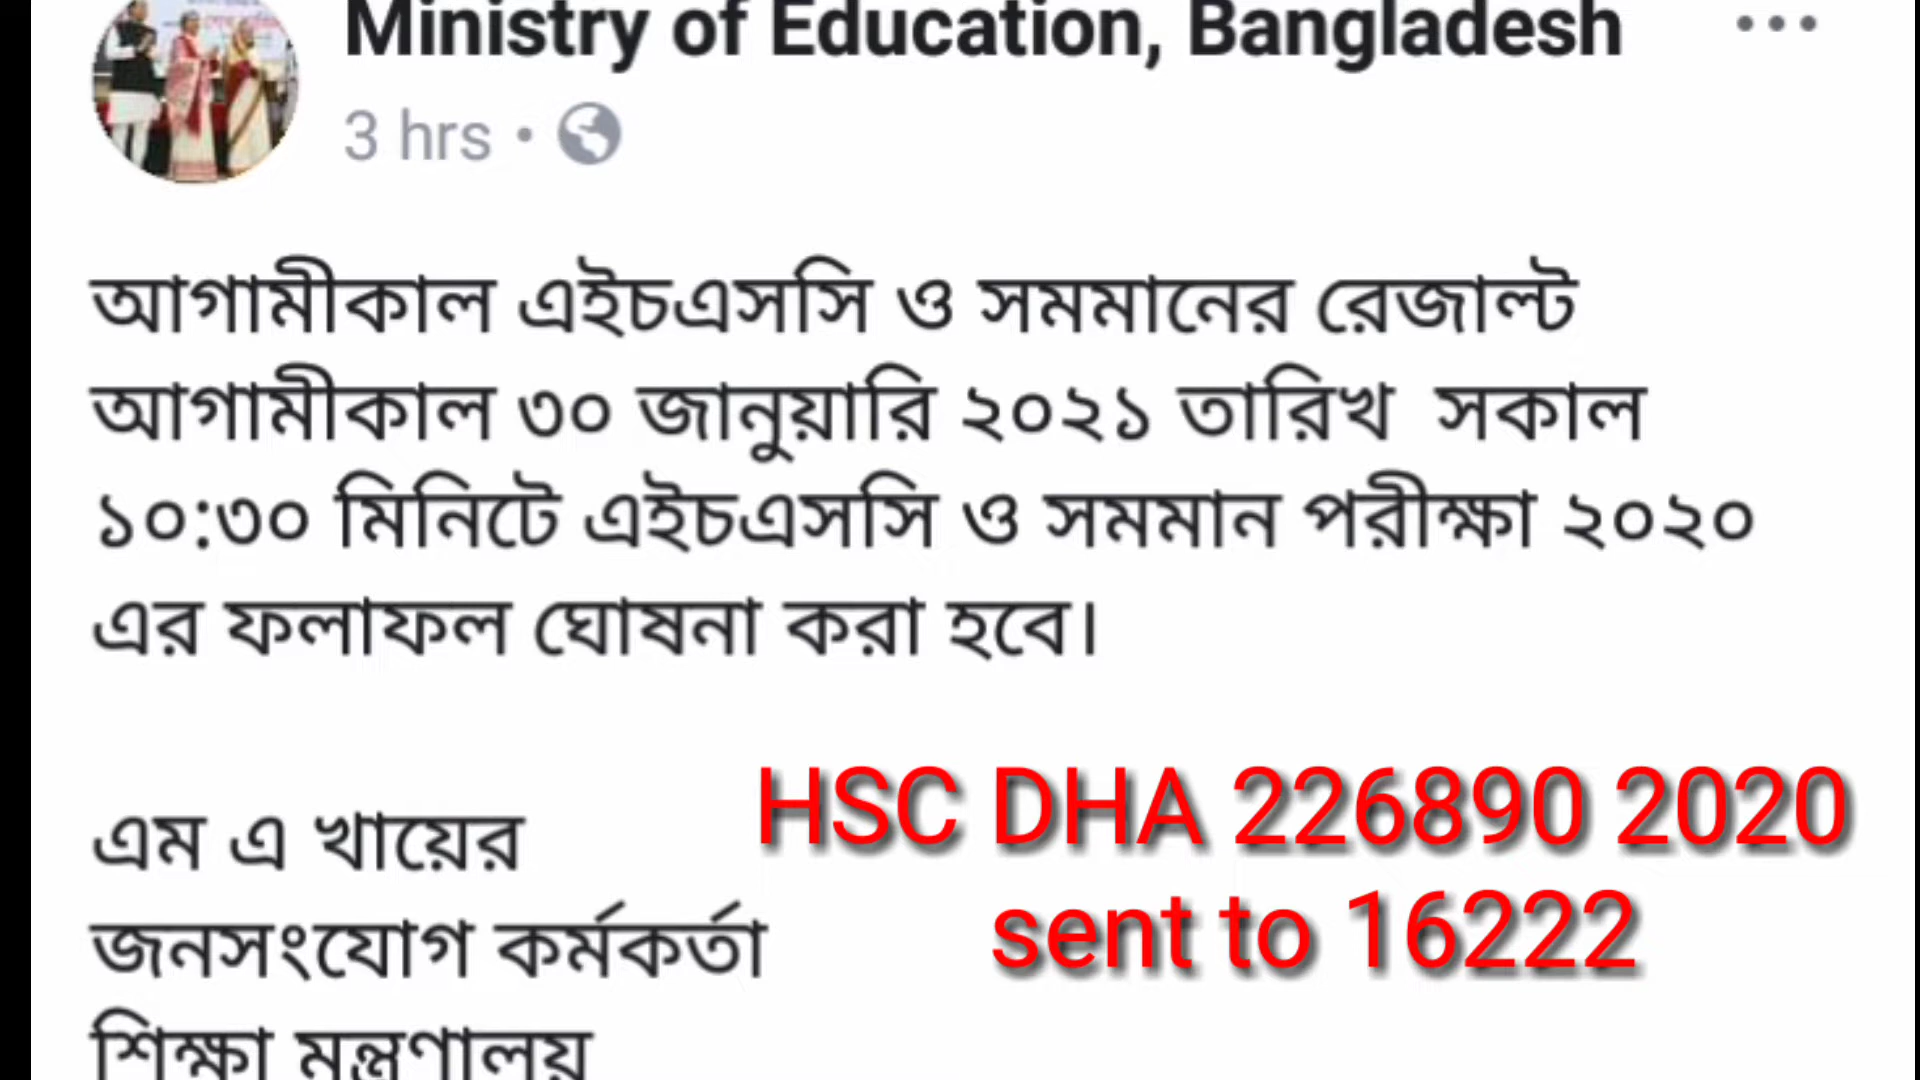 Ministry of Education, Bangladesh
3 hrs
আগামীকাল এইচএসসি ও সমমানের রেজাল্ট
আগামীকাল ৩০ জানুয়ারি ২০২১ তারিখ সকাল
১০:৩০ মিনিটে এইচএসসি ও সমমান পরীক্ষা ২০২০
এর ফলাফল ঘোষনা করা হবে।
এম এ খায়ের
জনসংযোগ কর্মকর্তা
শিক্ষা মন্ত্রণালয়
HSC DHA 226890 2020
sent to 16222